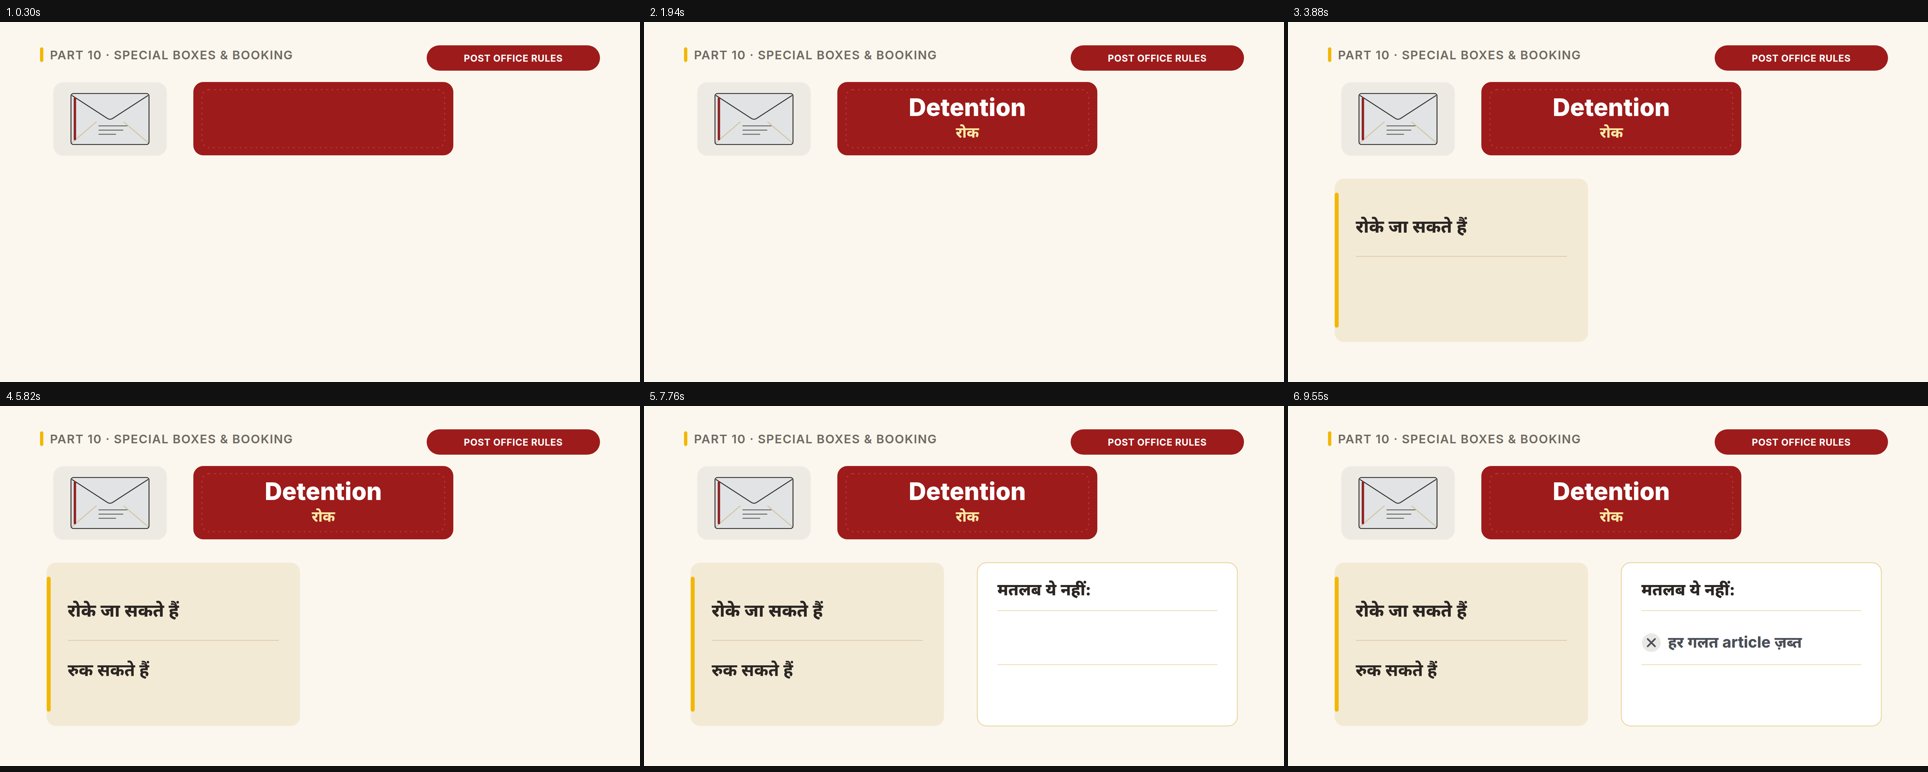 1. 0.30s
PART 10 · SPECIAL BOXES & BOOKING
POST OFFICE RULES
2. 1.94s
PART 10 · SPECIAL BOXES & BOOKING
POST OFFICE RULES
Detention
रोक
3. 3.88s
PART 10 · SPECIAL BOXES & BOOKING
POST OFFICE RULES
Detention
रोक
रोके जा सकते हैं
4. 5.82s
PART 10 · SPECIAL BOXES & BOOKING
POST OFFICE RULES
Detention
रोक
रोके जा सकते हैं
रुक सकते हैं
5. 7.76s
PART 10 · SPECIAL BOXES & BOOKING
POST OFFICE RULES
Detention
रोक
रोके जा सकते हैं
रुक सकते हैं
मतलब ये नहीं:
6. 9.55s
PART 10 · SPECIAL BOXES & BOOKING
POST OFFICE RULES
Detention
रोक
रोके जा सकते हैं
रुक सकते हैं
मतलब ये नहीं:
हर गलत article ज़ब्त